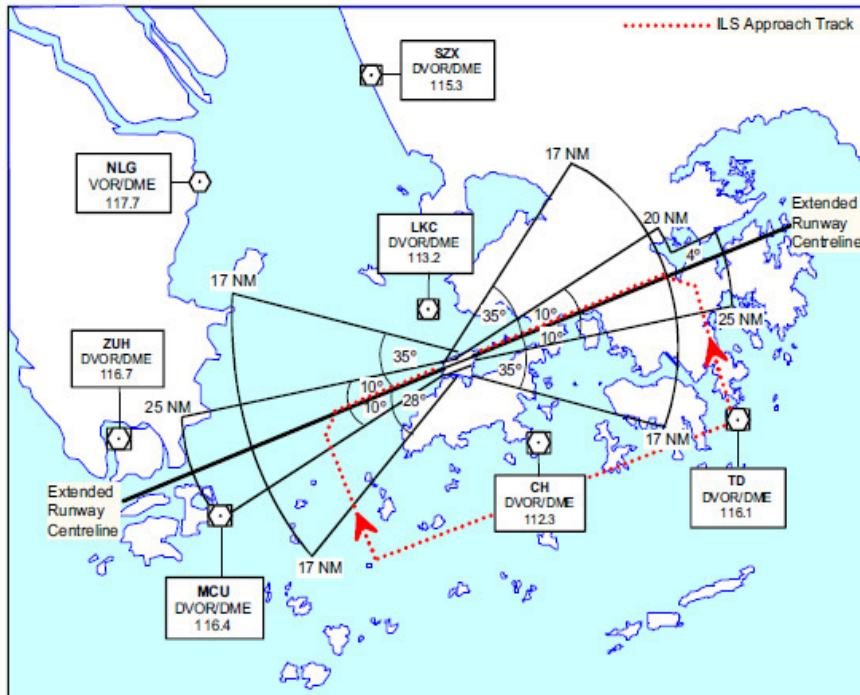 ILS Approach Track
SZX
DVOR/DME
115.3
NLG
VOR/DME
117.7
17 NM
20 NM
Extended
Runway
Centreline
LKC
DVOR/DME
113.2
4°
17 NM
25 NM
35°
10°
10°
35°
35°
ZUH
DVOR/DME
116.7
10°
10°
28°
25 NM
17 NM
Extended
Runway
Centreline
CH
DVOR/DME
112.3
TD
DVOR/DME
116.1
17 NM
MCU
DVOR/DME
116.4